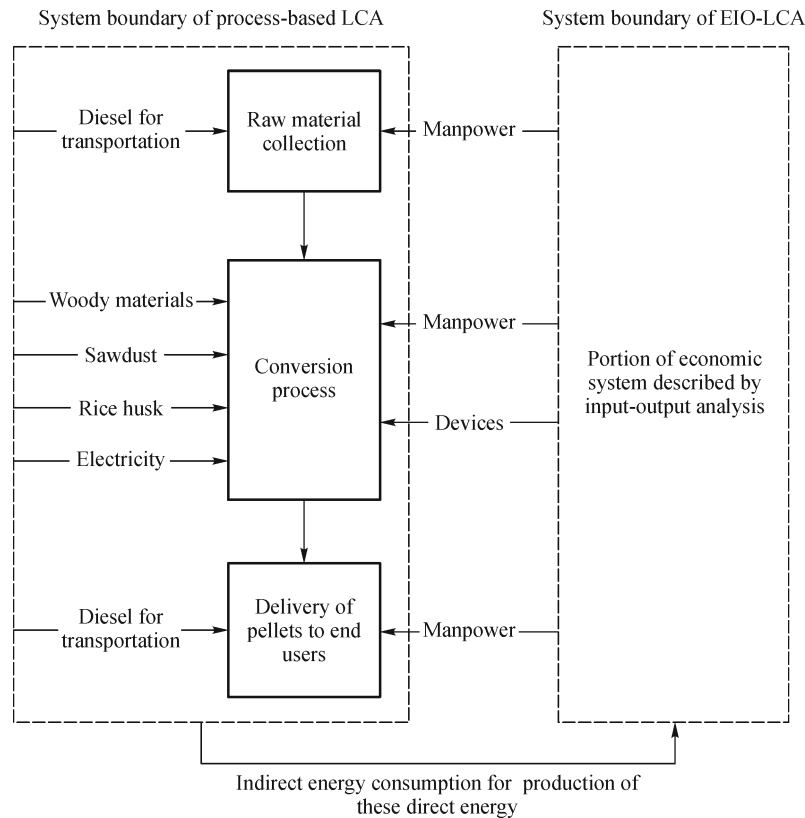 System boundary of process-based LCA
System boundary of EIO-LCA
Diesel for
transportation
Raw material
collection
Manpower
Woody materials
Sawdust
Rice husk
Electricity
Conversion
process
Manpower
Devices
Portion of economic
system described by
input-output analysis
Diesel for
transportation
Delivery of
pellets to end
users
Manpower
Indirect energy consumption for production of
these direct energy